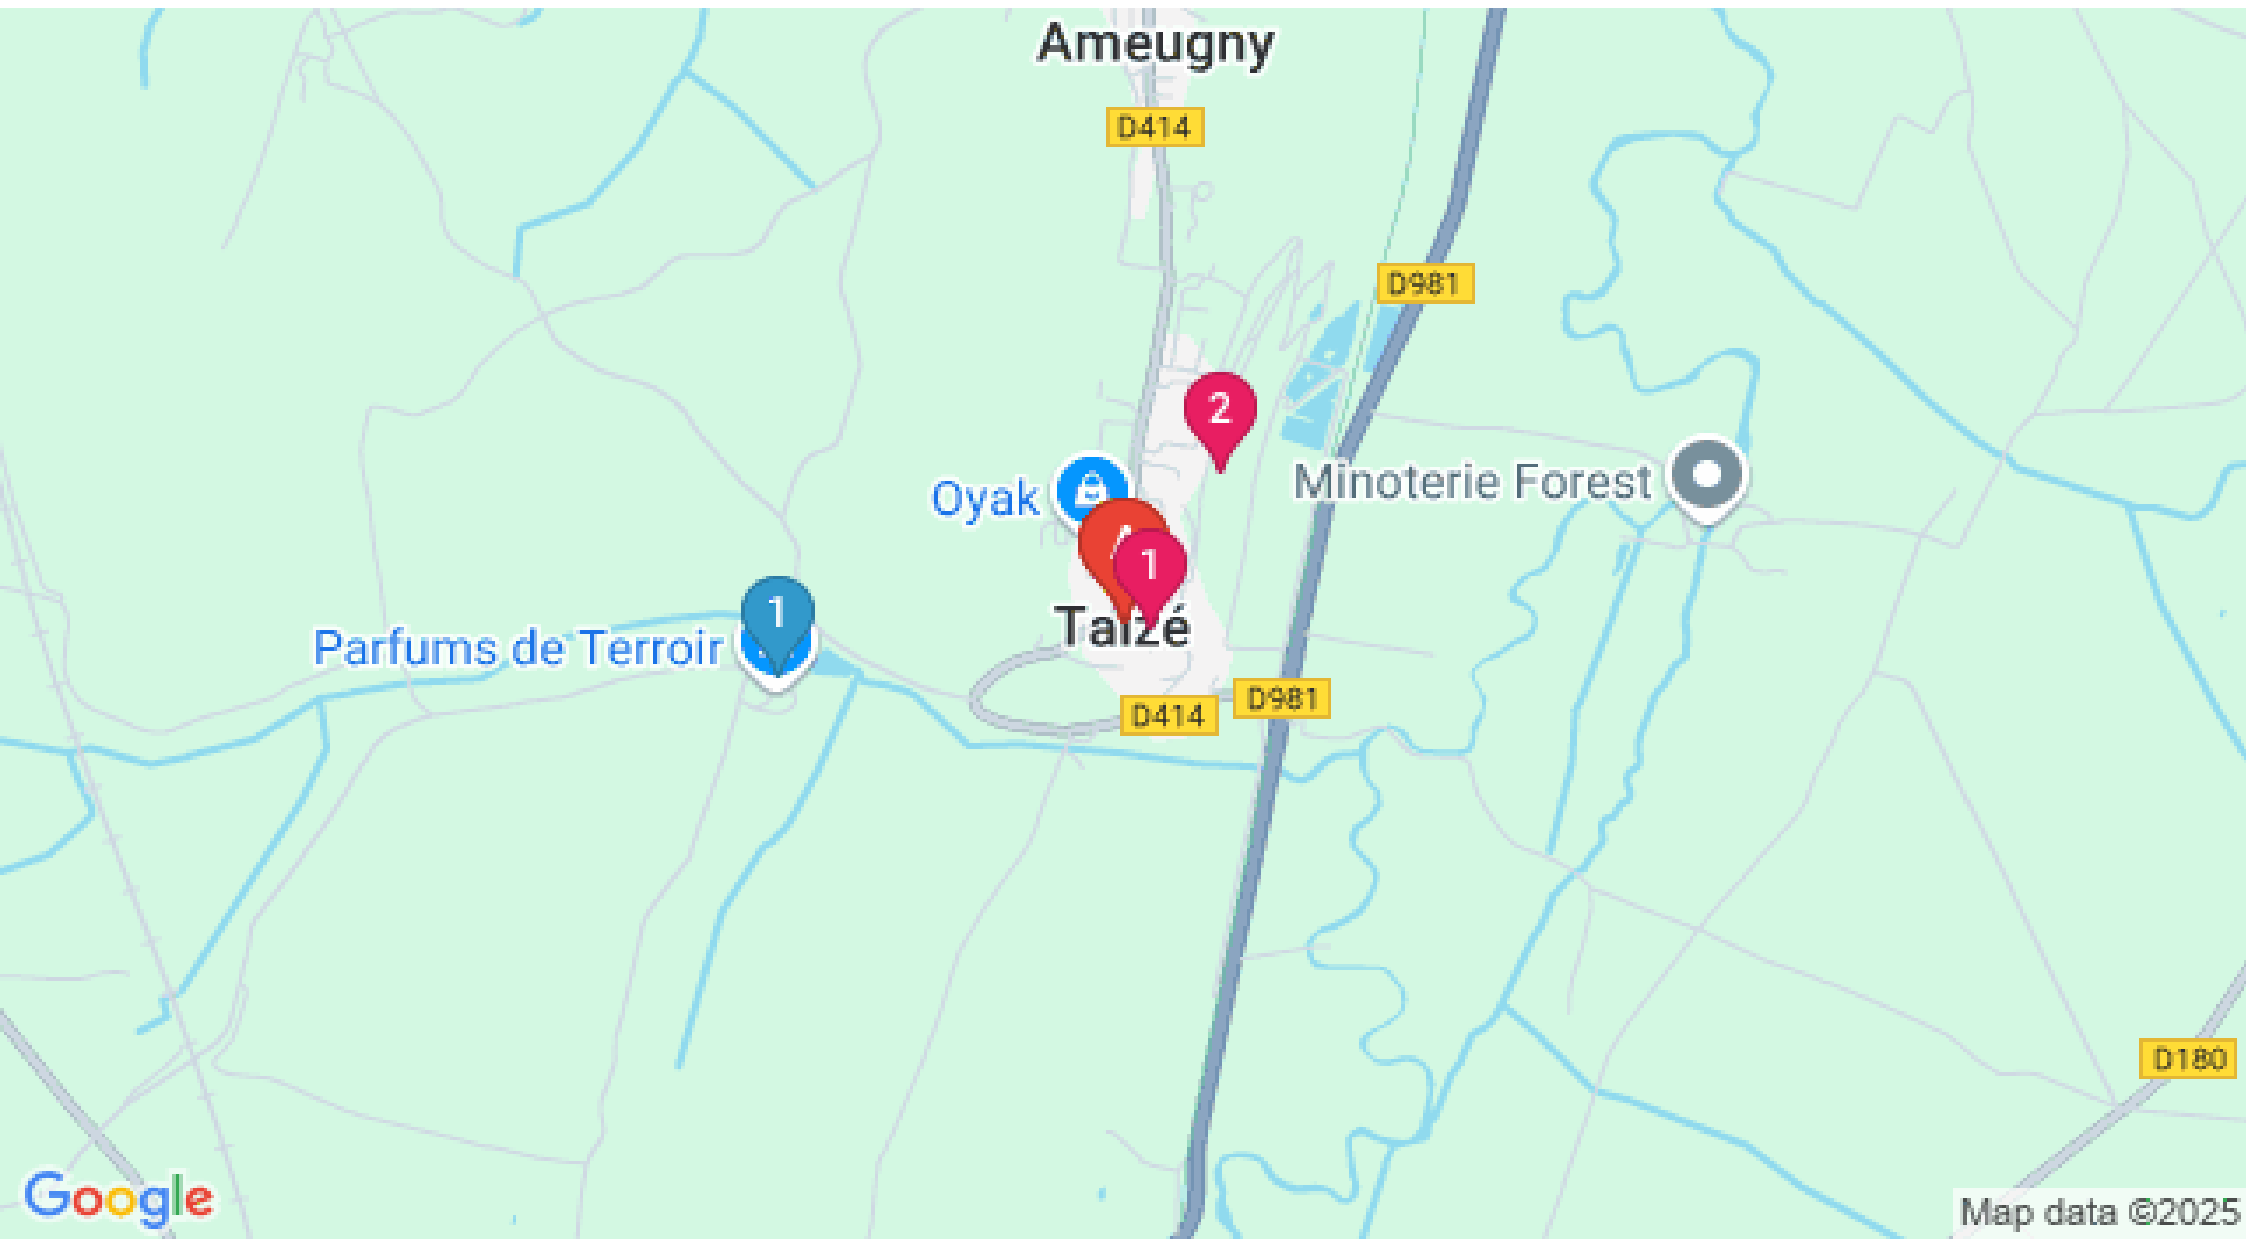 Ameugny
D414
D981
2
Oyak
Minoterie Forest
1
1
Taizé
Parfums de Terroir
D414
D981
D180
Google
Map data ©2025